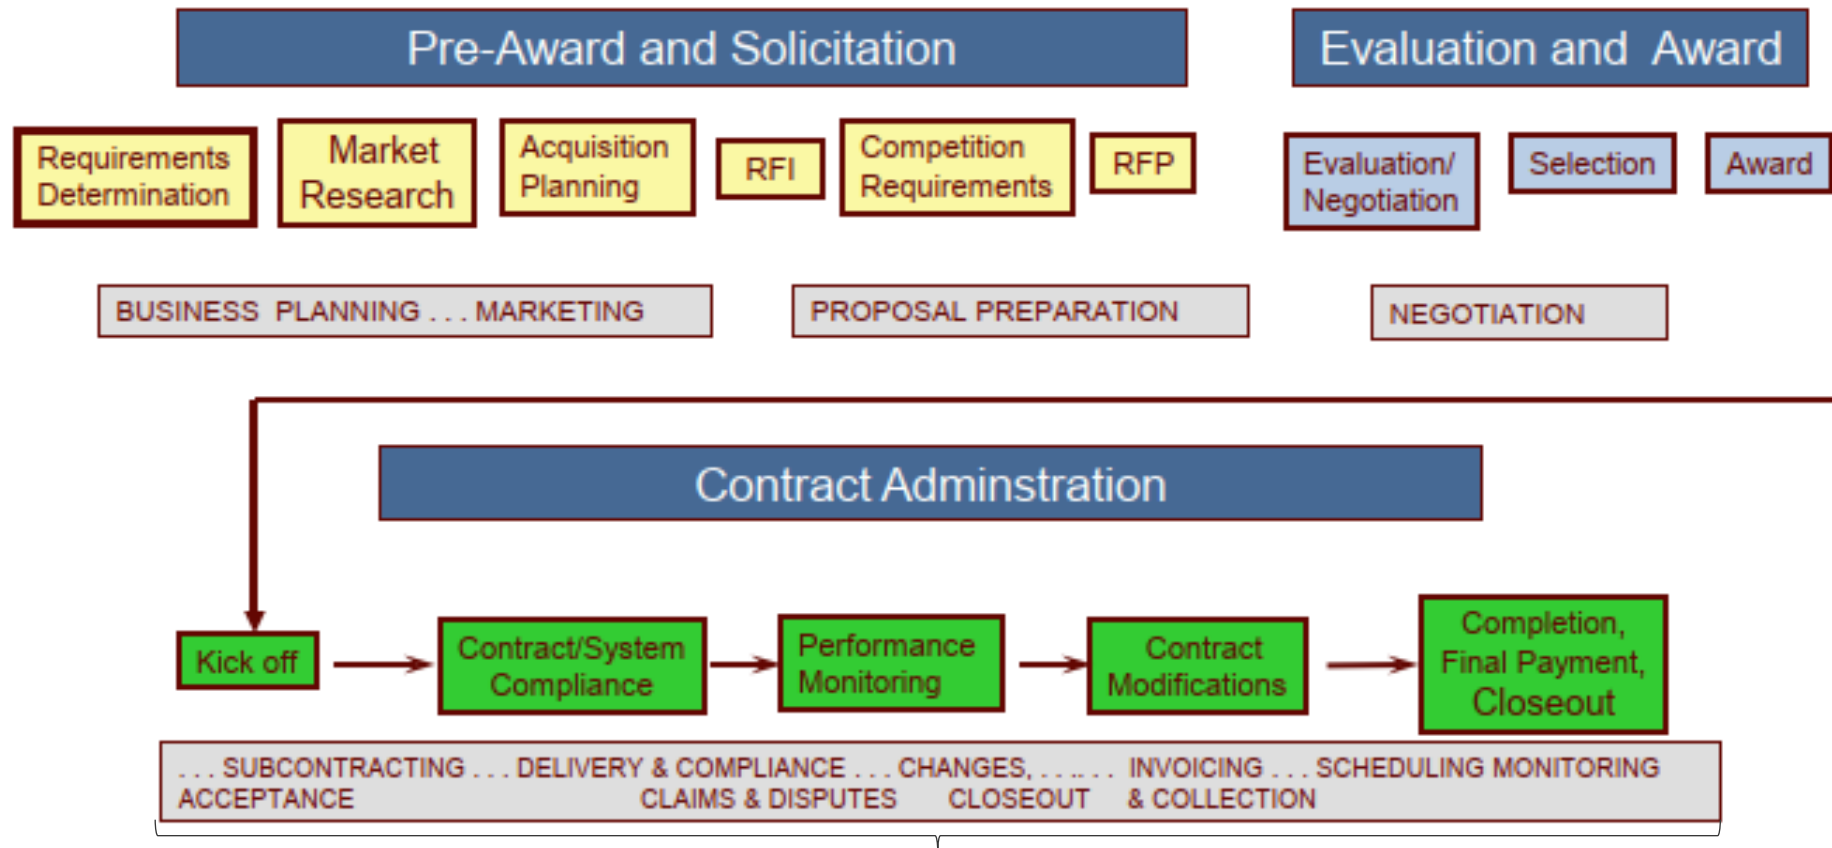 Pre-Award and Solicitation
Evaluation and Award
Requirements
Determination
Market
Research
Acquisition
Planning
RFI
Competition
Requirements
RFP
Evaluation/
Negotiation
Selection
Award
BUSINESS PLANNING . . . MARKETING
PROPOSAL PREPARATION
NEGOTIATION
Contract Adminstration
Kick off
Contract/System
Compliance
Performance
Monitoring
Contract
Modifications
Completion,
Final Payment,
Closeout
. . . SUBCONTRACTING . . . DELIVERY & COMPLIANCE . . . CHANGES, . . ... . . INVOICING . . . SCHEDULING MONITORING
ACCEPTANCE CLAIMS & DISPUTES CLOSEOUT & COLLECTION